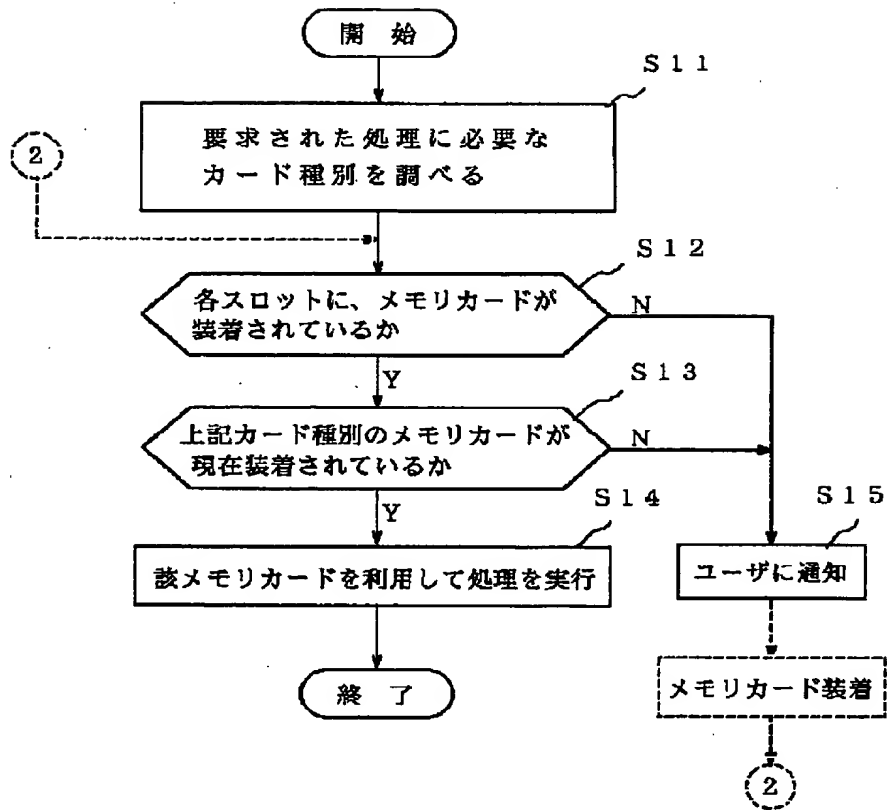 開 始
S11
要求された処理に必要な
カード種別を調べる
2
S12
各スロットに、メモリカードが
装着されているか
N
Y
S13
上記カード種別のメモリカードが
現在装着されているか
N
Y
S14
該メモリカードを利用して処理を実行
S15
ユーザに通知
終 了
メモリカード装着
2